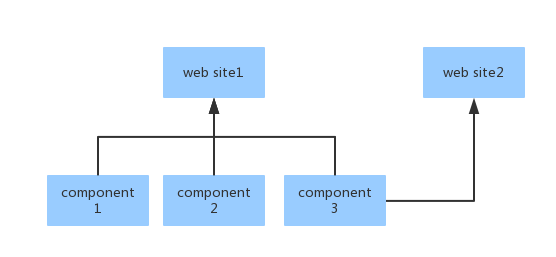 web site1
web site2
component
1
component
2
component
3